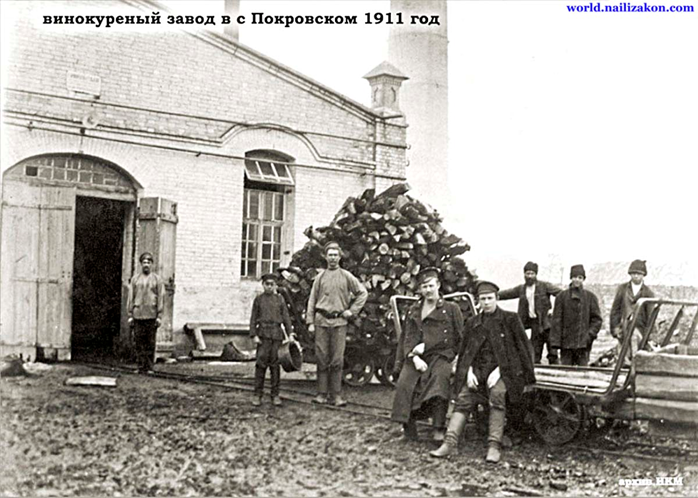 винокуреный завод в с Покровском 1911 год
world.nailizakon.com
архив НКМ